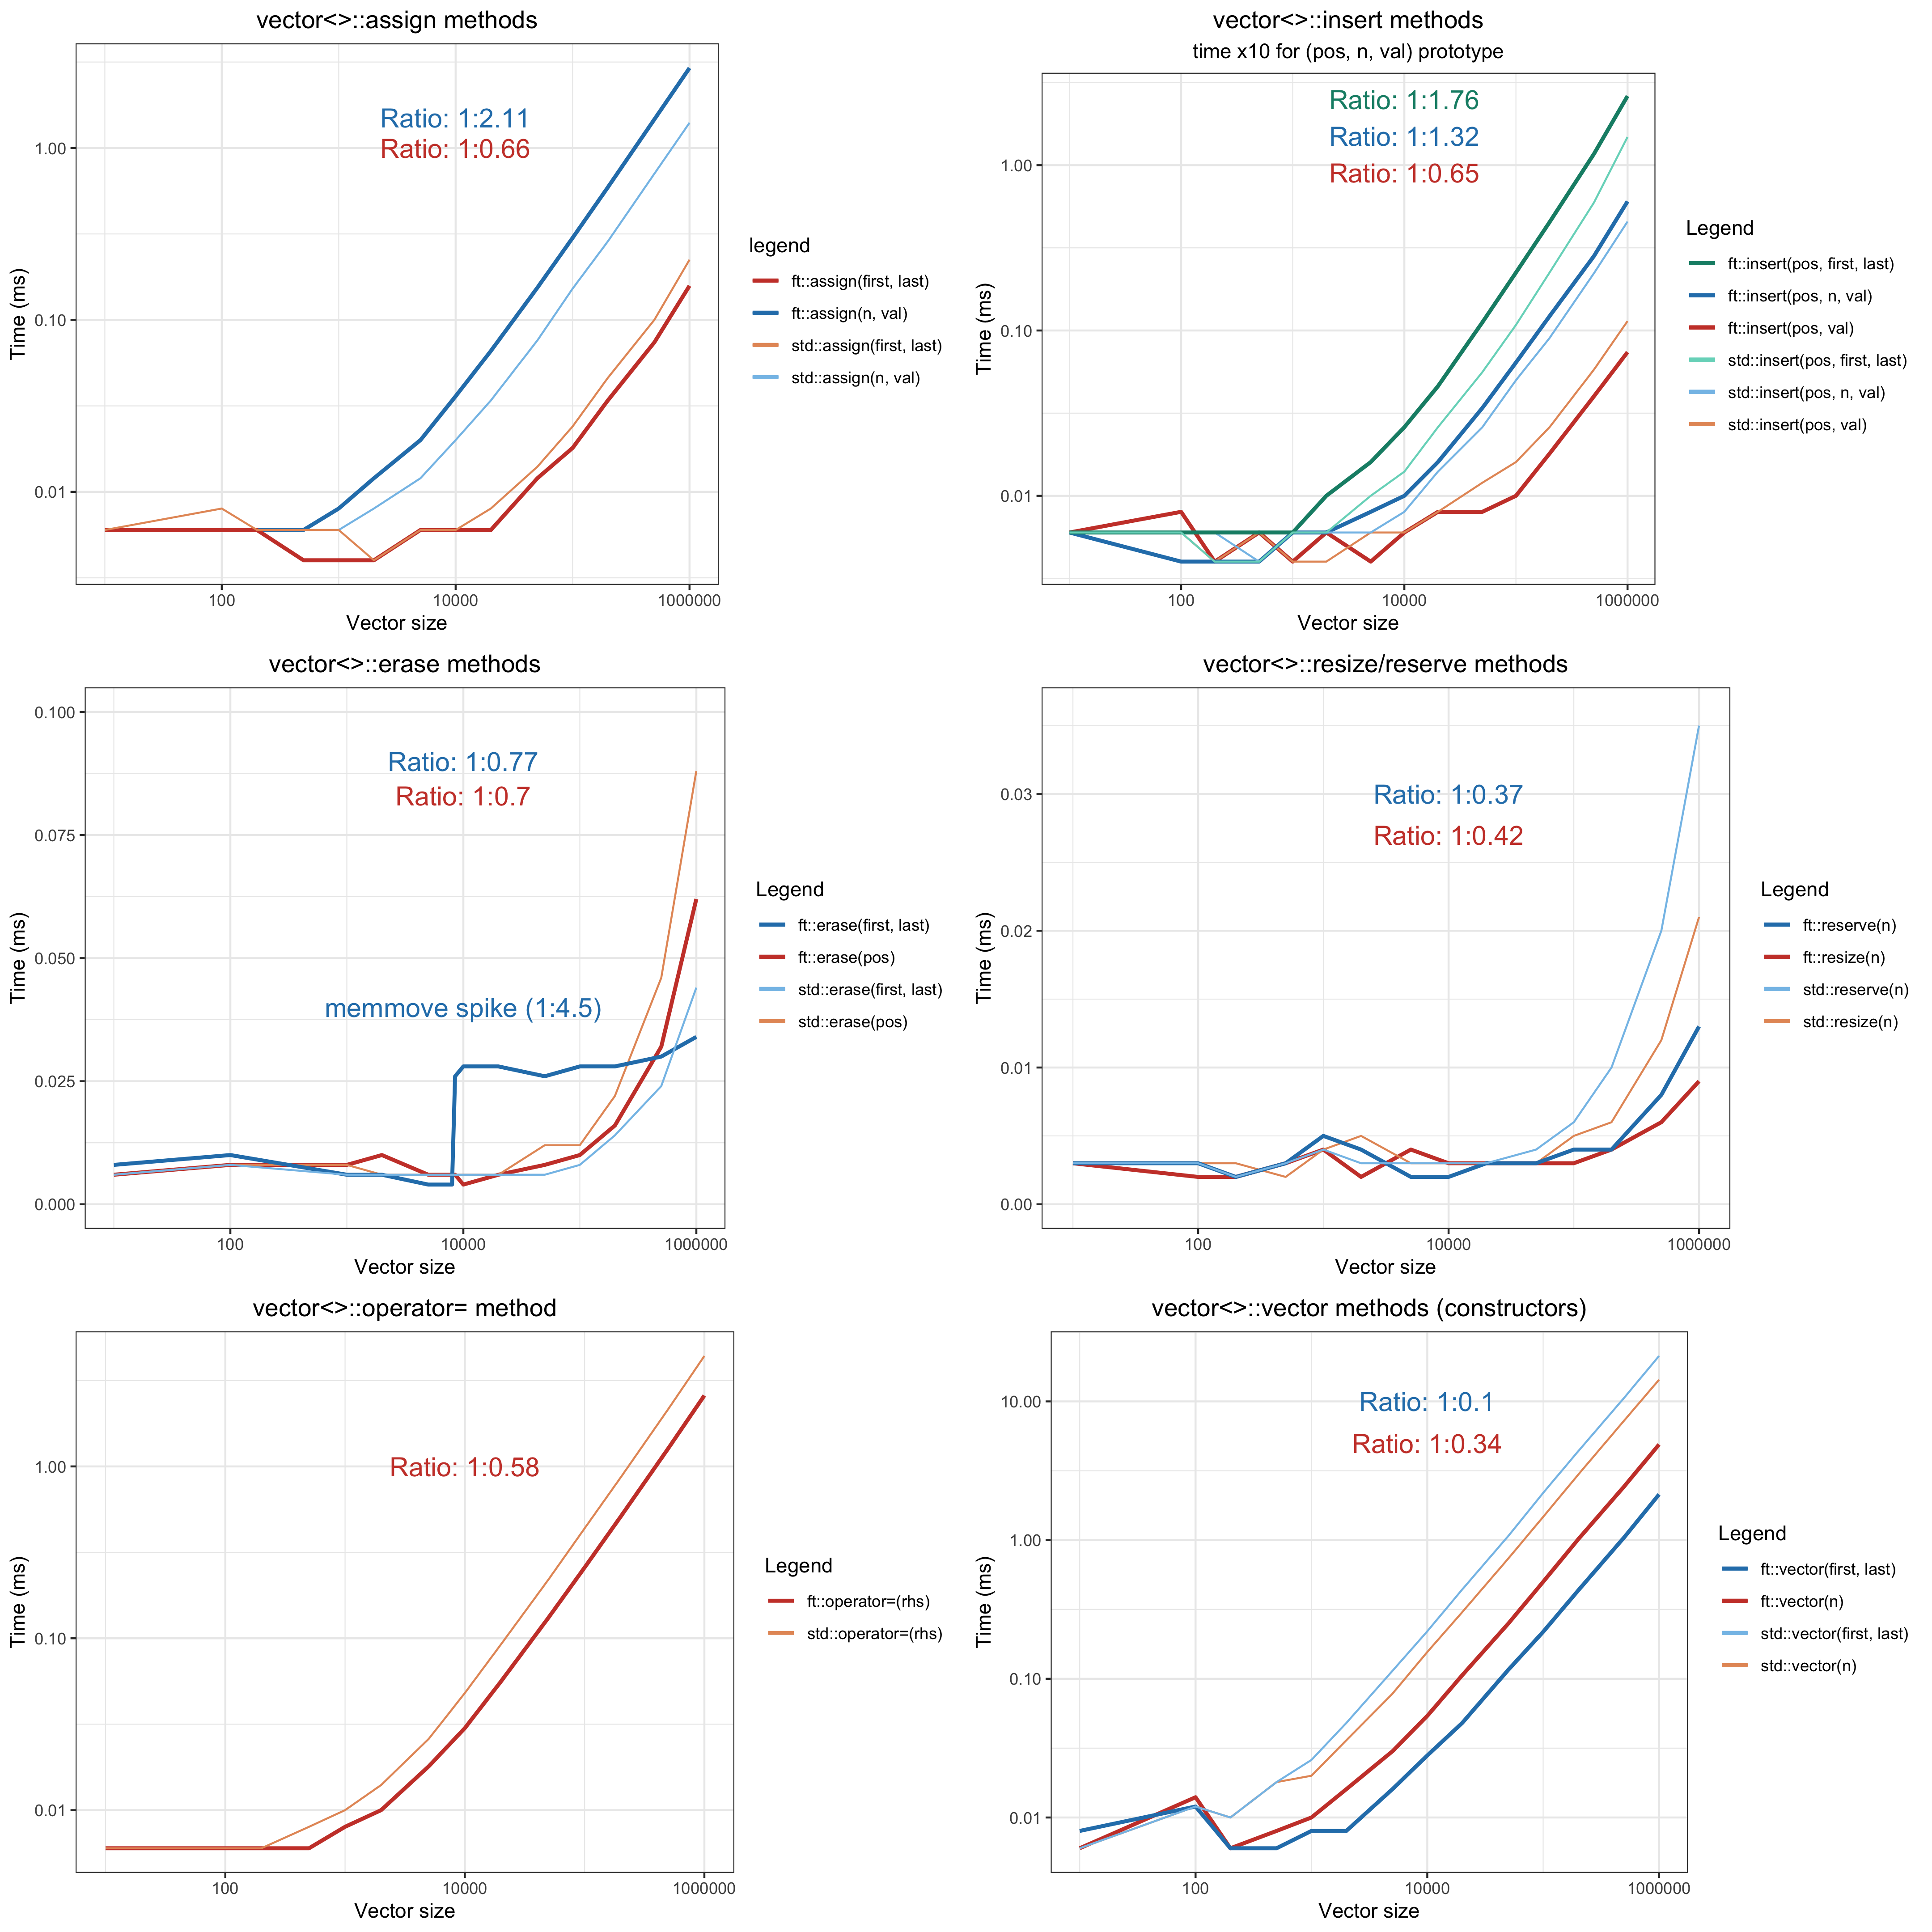 vector<>::assign methods
Ratio: 1:2.11
Ratio: 1:0.66
1.00
0.10
0.01
Time (ms)
100
10000
1000000
Vector size
legend
ft::assign(first, last)
ft::assign(n, val)
std::assign(first, last)
std::assign(n, val)
vector<>::insert methods
time x10 for (pos, n, val) prototype
Ratio: 1:1.76
Ratio: 1:1.32
Ratio: 1:0.65
1.00
0.10
0.01
Time (ms)
100
10000
1000000
Vector size
Legend
ft::insert(pos, first, last)
ft::insert(pos, n, val)
ft::insert(pos, val)
std::insert(pos, first, last)
std::insert(pos, n, val)
std::insert(pos, val)
vector<>::erase methods
Ratio: 1:0.77
Ratio: 1:0.7
memmove spike (1:4.5)
0.100
0.075
0.050
0.025
0.000
Time (ms)
100
10000
1000000
Vector size
Legend
ft::erase(first, last)
ft::erase(pos)
std::erase(first, last)
std::erase(pos)
vector<>::resize/reserve methods
Ratio: 1:0.37
Ratio: 1:0.42
0.03
0.02
0.01
0.00
Time (ms)
100
10000
1000000
Vector size
Legend
ft::reserve(n)
ft::resize(n)
std::reserve(n)
std::resize(n)
vector<>::operator= method
Ratio: 1:0.58
1.00
0.10
0.01
Time (ms)
100
10000
1000000
Vector size
Legend
ft::operator=(rhs)
std::operator=(rhs)
vector<>::vector methods (constructors)
Ratio: 1:0.1
Ratio: 1:0.34
10.00
1.00
0.10
0.01
Time (ms)
100
10000
1000000
Vector size
Legend
ft::vector(first, last)
ft::vector(n)
std::vector(first, last)
std::vector(n)